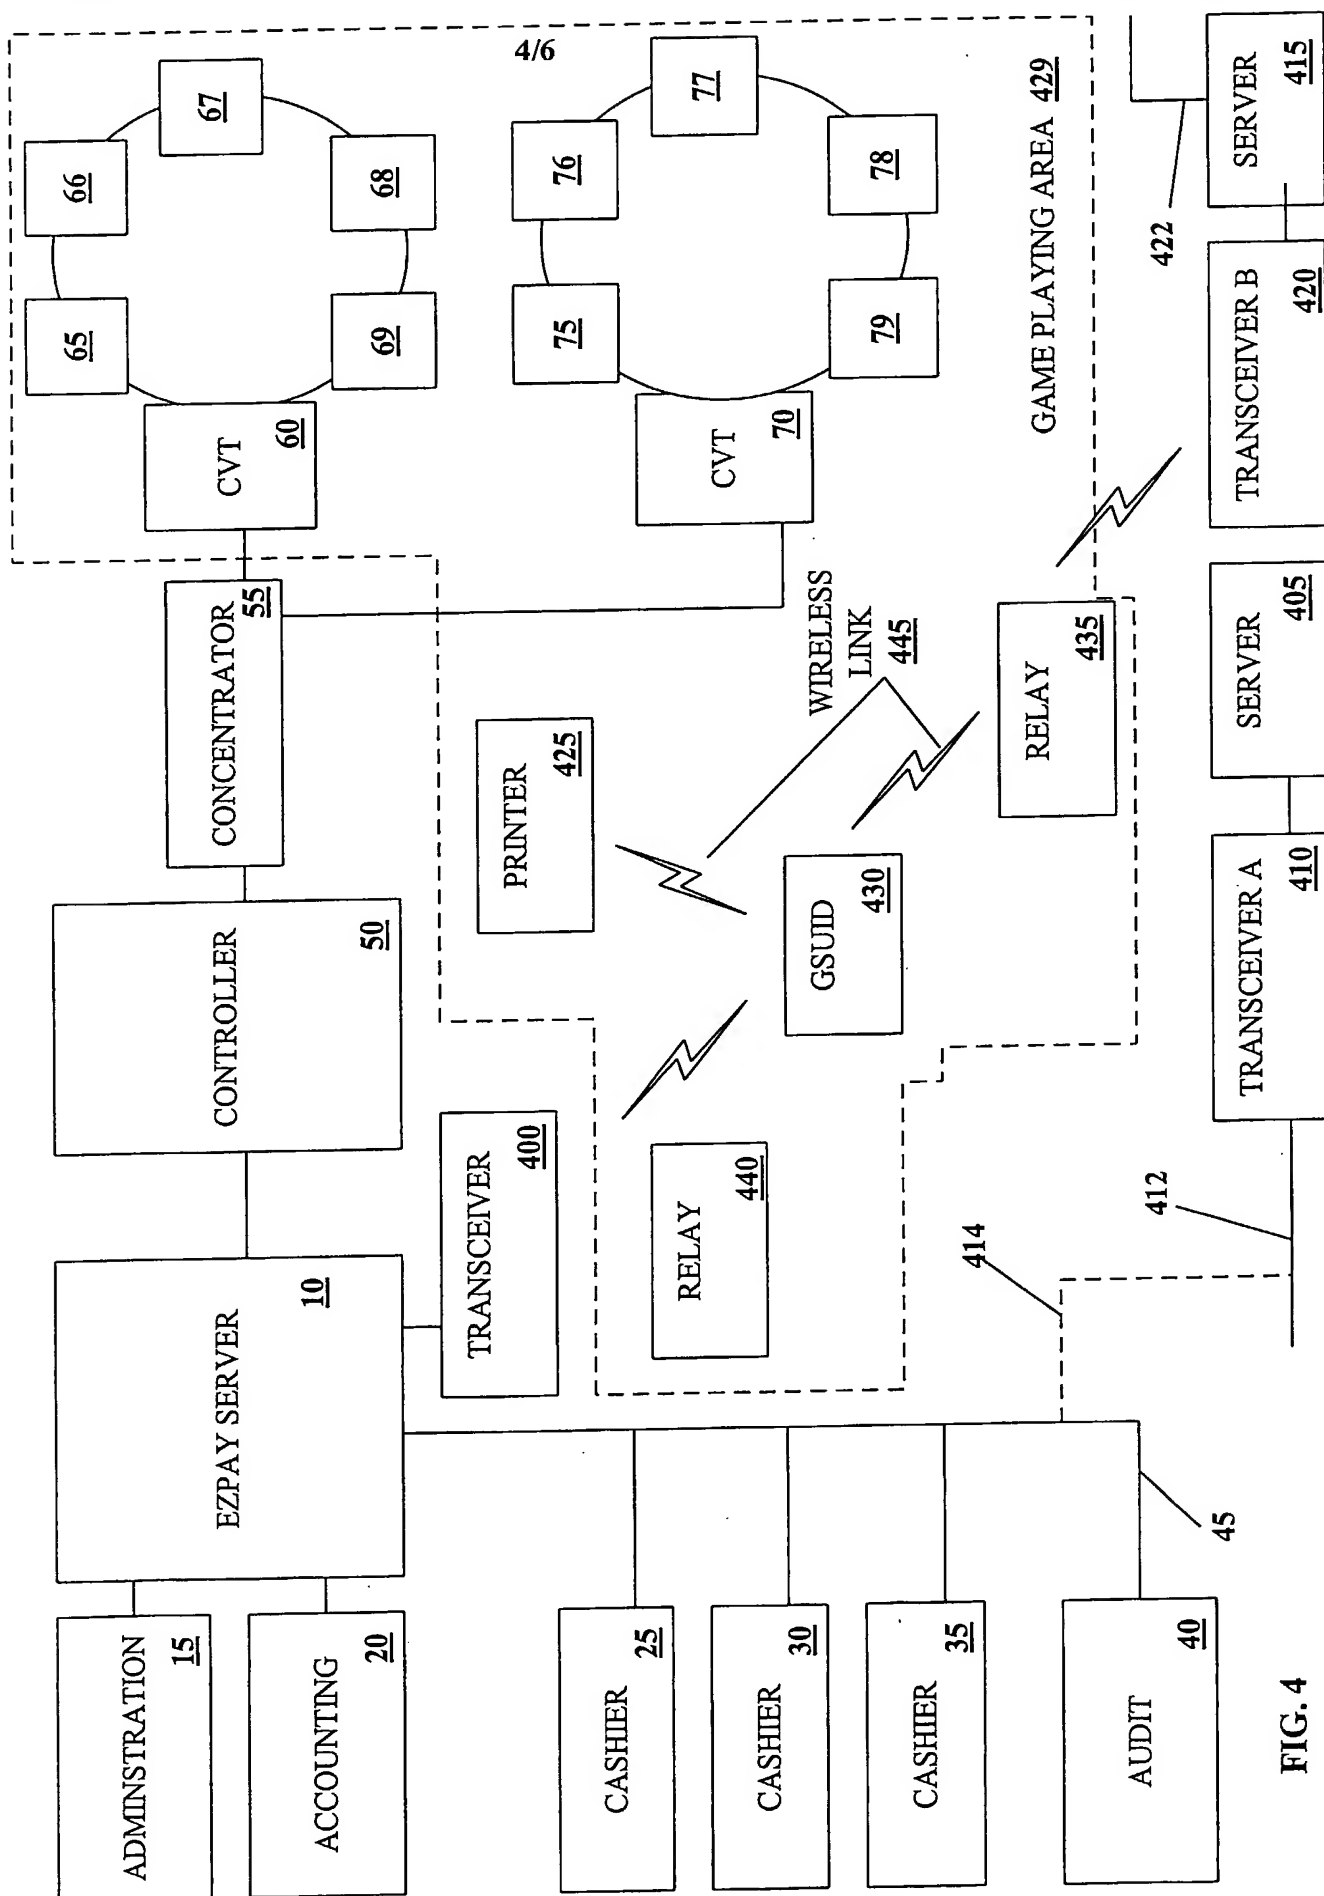 4/6
ADMINSTRATION
15
ACCOUNTING
20
EZPAY SERVER
10
CONTROLLER
50
CONCENTRATOR
55
CVT
60
65
66
67
68
69
CVT
70
75
76
77
78
79
TRANSCEIVER
400
PRINTER
425
CASHIER
25
CASHIER
30
CASHIER
35
AUDIT
40
45
RELAY
440
GSUID
430
WIRELESS
LINK
445
RELAY
435
GAME PLAYING AREA 429
414
412
TRANSCEIVER A
410
SERVER
405
TRANSCEIVER B
420
SERVER
415
422
FIG. 4